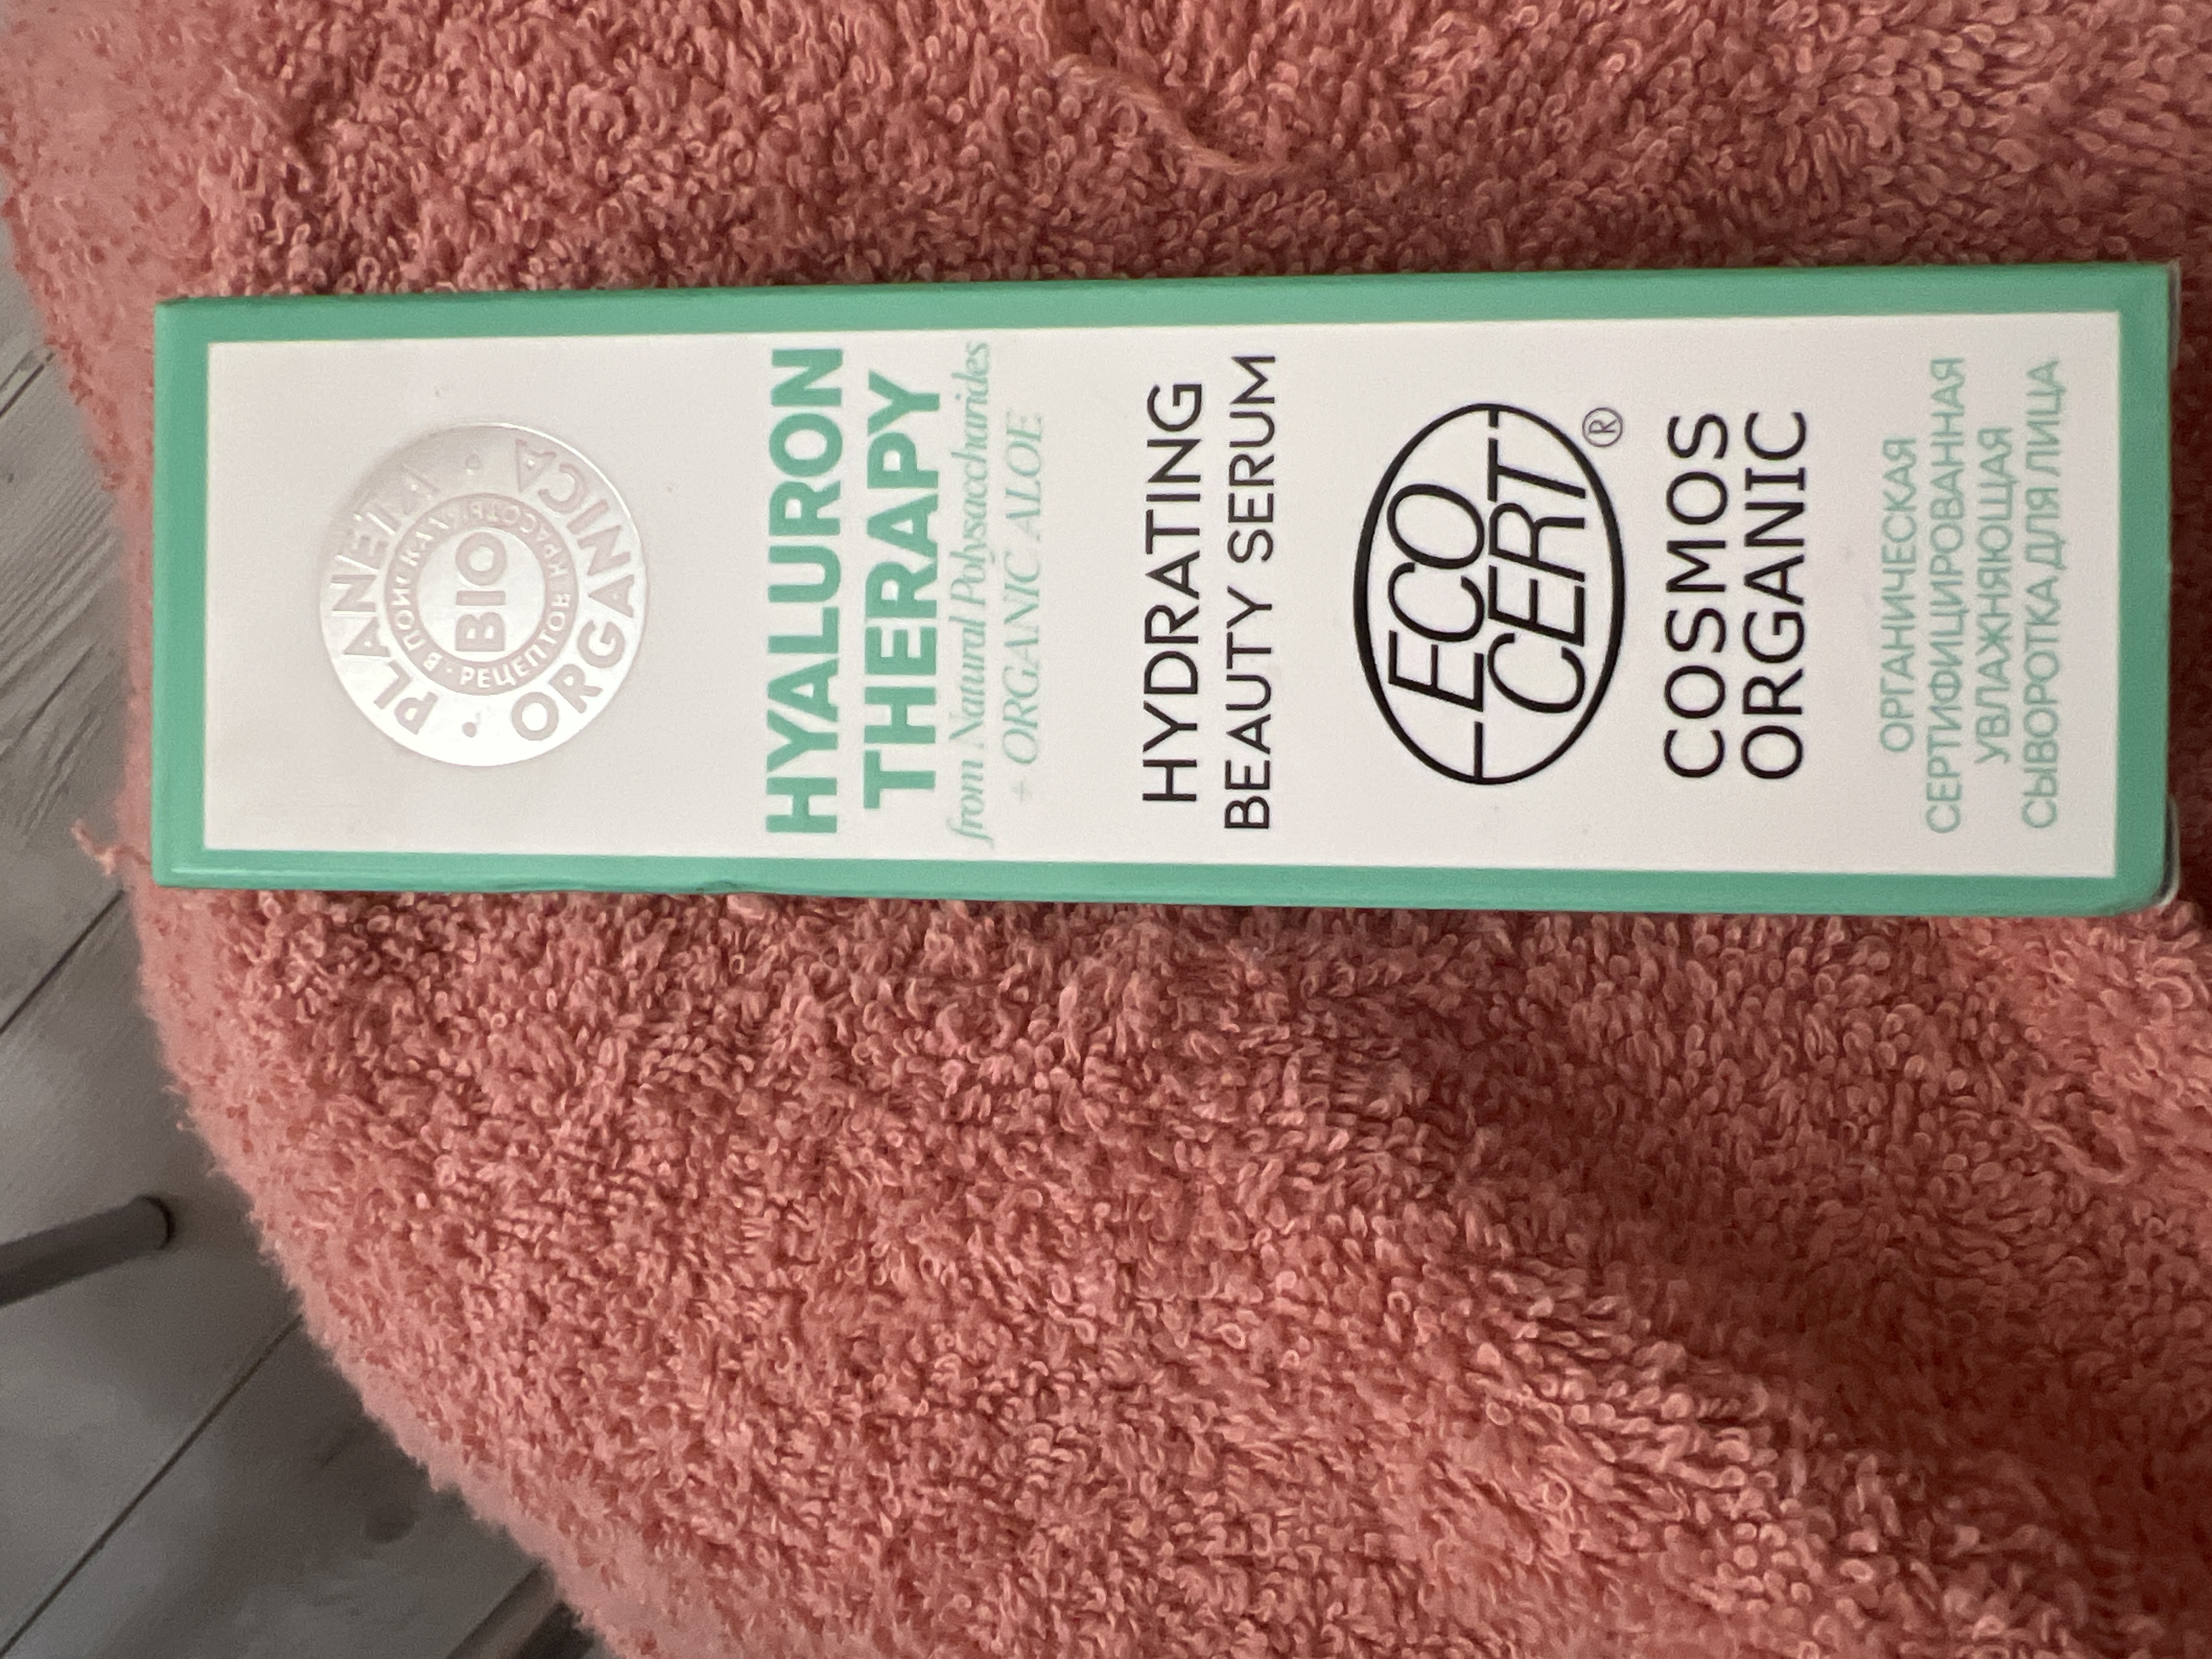 PLANETA
ORGANICA
В ПОИСКАХ
РЕЦЕПТОВ КРАСОТЫ
BIO
HYALURON
THERAPY
from Natural Polysaccharides
+ ORGANIC ALOE
HYDRATING
BEAUTY SERUM
ECO
CERT
®
COSMOS
ORGANIC
ОРГАНИЧЕСКАЯ
СЕРТИФИЦИРОВАННАЯ
УВЛАЖНЯЮЩАЯ
СЫВОРОТКА ДЛЯ ЛИЦА